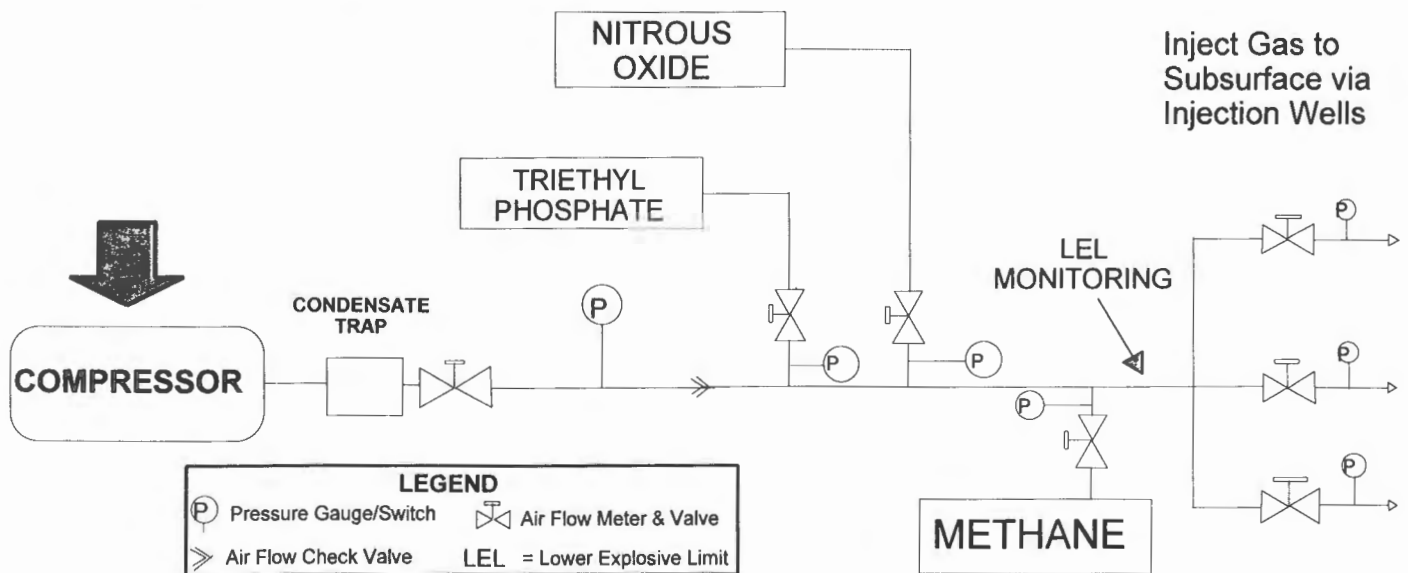 NITROUS
OXIDE
Inject Gas to
Subsurface via
Injection Wells
TRIETHYL
PHOSPHATE
LEL
MONITORING
P
CONDENSATE
TRAP
P
COMPRESSOR
P
P
P
P
P
LEGEND
P Pressure Gauge/Switch
Air Flow Meter & Valve
Air Flow Check Valve
LEL = Lower Explosive Limit
METHANE